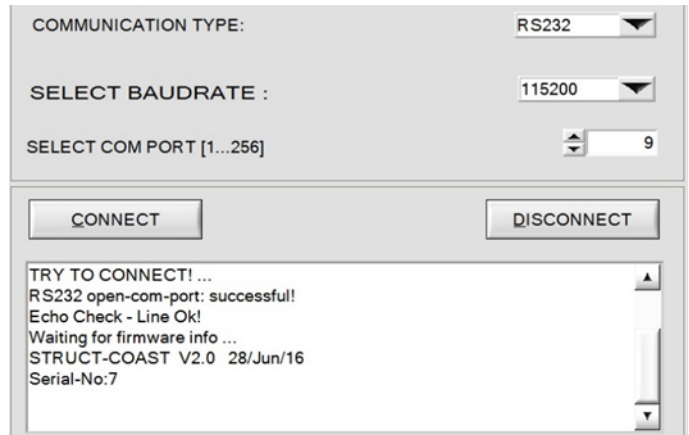 COMMUNICATION TYPE: RS232
SELECT BAUDRATE : 115200
SELECT COM PORT [1...256] 9
CONNECT DISCONNECT
TRY TO CONNECT! ...
RS232 open-com-port: successful!
Echo Check - Line Ok!
Waiting for firmware info ...
STRUCT-COAST V2.0 28/Jun/16
Serial-No:7